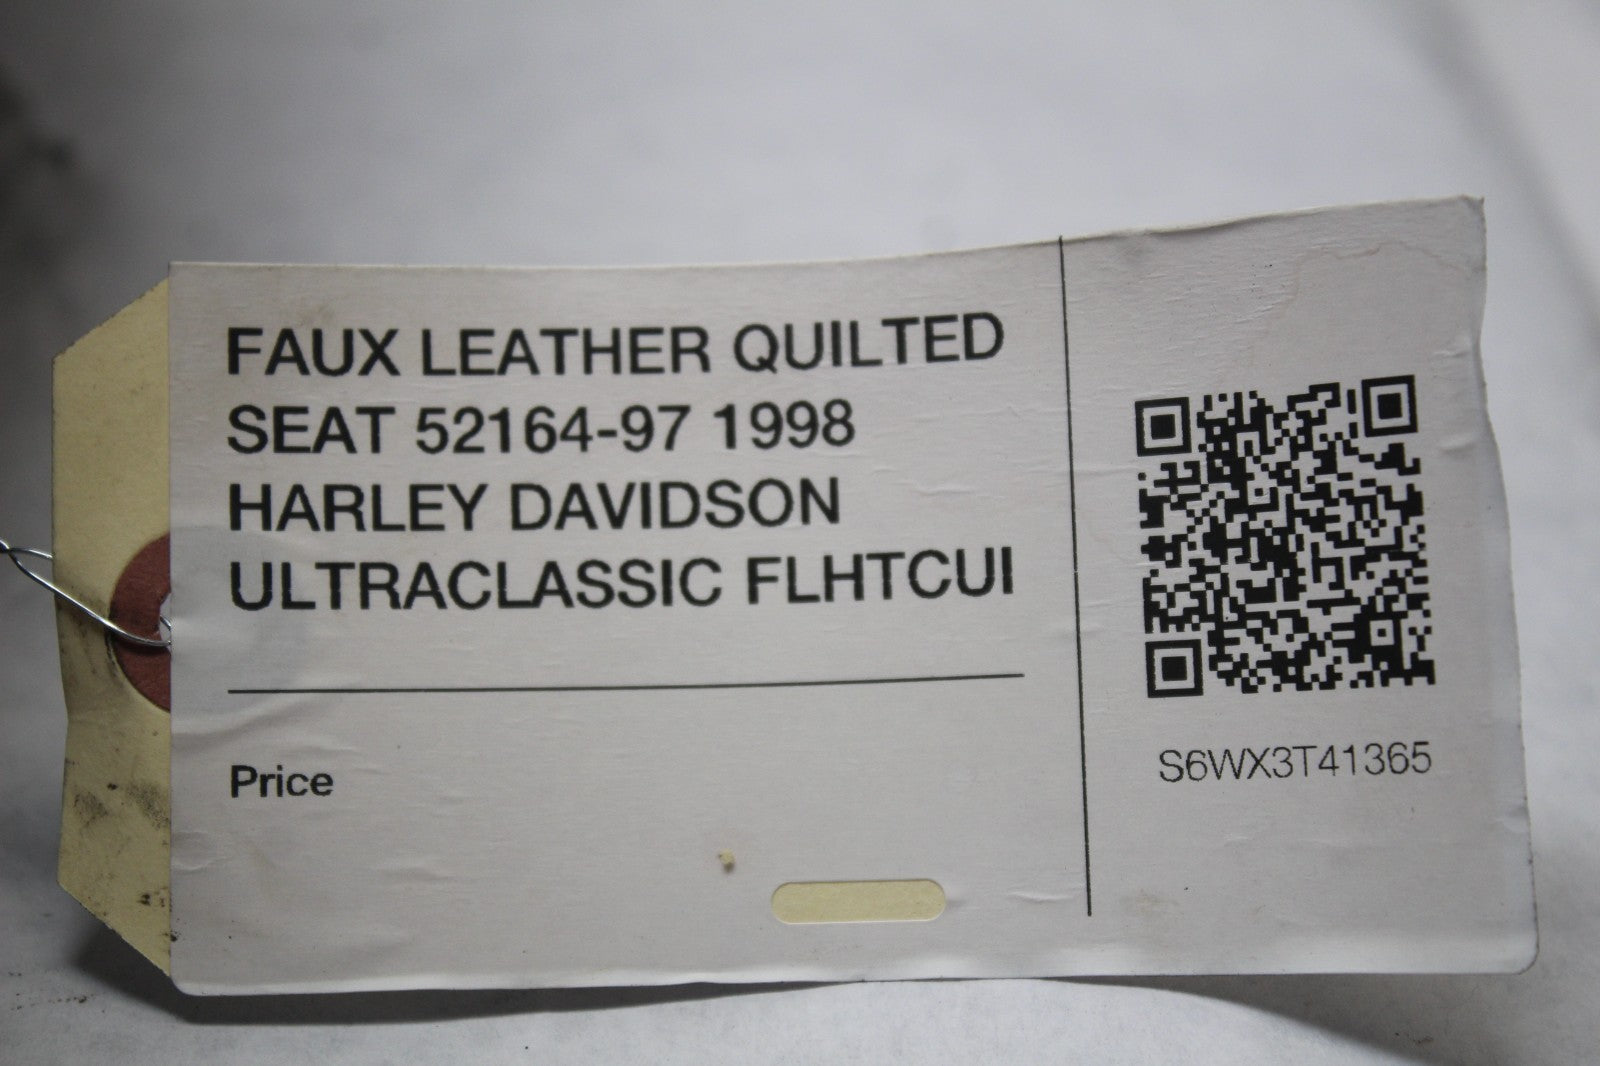 FAUX LEATHER QUILTED
SEAT 52164-97 1998
HARLEY DAVIDSON
ULTRACLASSIC FLHTCUI
Price
S6WX3T41365